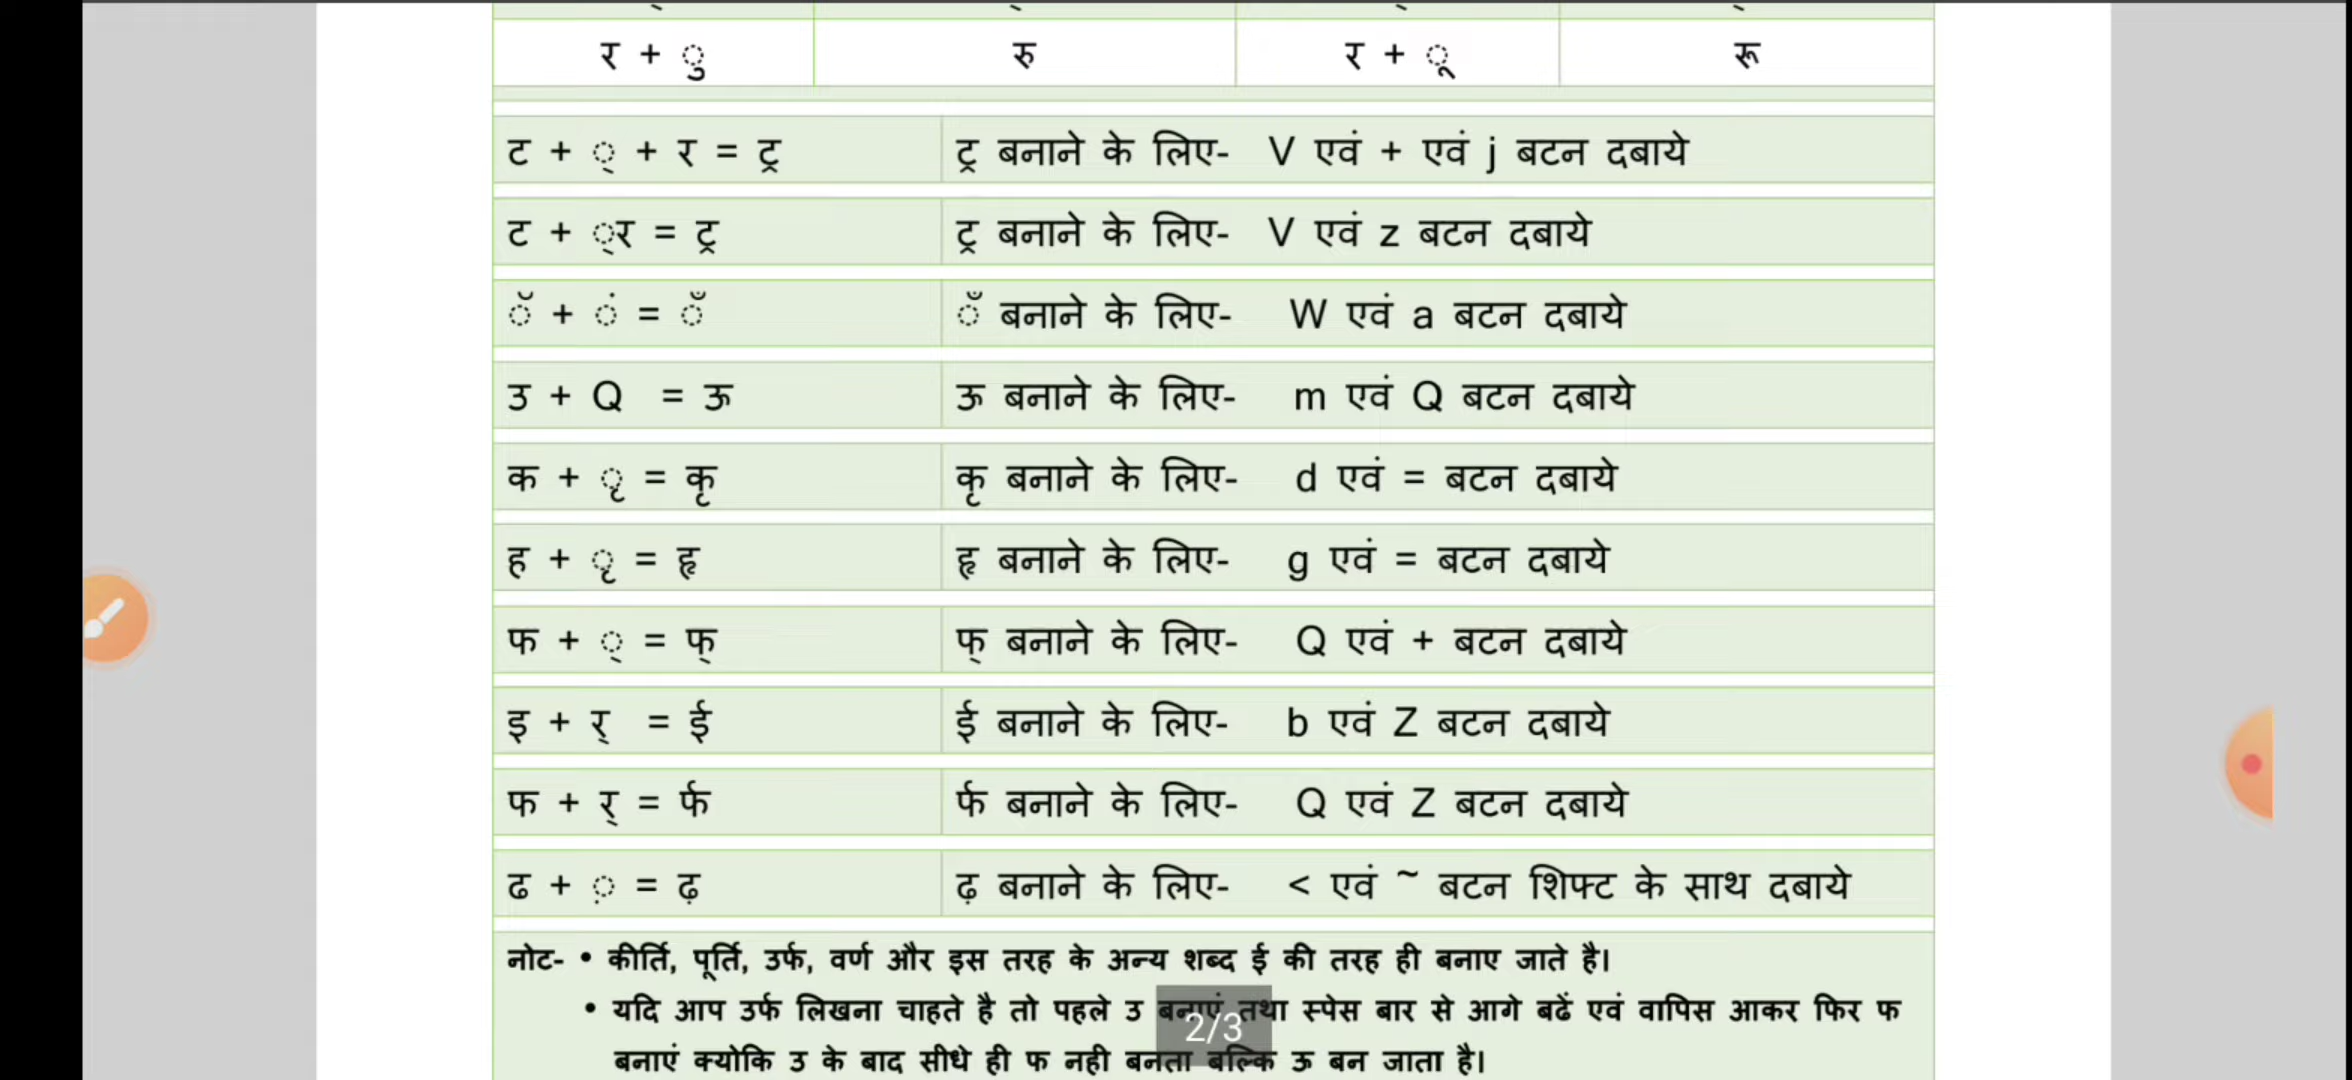 र + ु रु र + ू रू
ट + ् + र = ट्र ट्र बनाने के लिए- V एवं + एवं j बटन दबाये
ट + ्र = ट्र ट्र बनाने के लिए- V एवं z बटन दबाये
ॅ + ं = ँ ँ बनाने के लिए- W एवं a बटन दबाये
उ + Q = ऊ ऊ बनाने के लिए- m एवं Q बटन दबाये
क + ृ = कृ कृ बनाने के लिए- d एवं = बटन दबाये
ह + ृ = हृ हृ बनाने के लिए- g एवं = बटन दबाये
फ + ् = फ् फ् बनाने के लिए- Q एवं + बटन दबाये
इ + र् = ई ई बनाने के लिए- b एवं Z बटन दबाये
फ + र् = र्फ र्फ बनाने के लिए- Q एवं Z बटन दबाये
ढ + ़ = ढ़ ढ़ बनाने के लिए- < एवं ~ बटन शिफ्ट के साथ दबाये
नोट- • कीर्ति, पूर्ति, उर्फ, वर्ण और इस तरह के अन्य शब्द ई की तरह ही बनाए जाते है।
• यदि आप उर्फ लिखना चाहते है तो पहले उ बनाएं तथा स्पेस बार से आगे बढें एवं वापिस आकर फिर फ
2/3
बनाएं क्योकि उ के बाद सीधे ही फ नही बनता बल्कि ऊ बन जाता है।